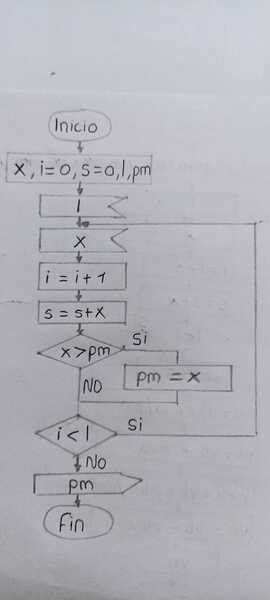 Inicio
x, i=0, s=0, l, pm
l
x
i = i+1
s = s+x
x>pm
Si
NO
pm = x
i<l
Si
NO
pm
Fin